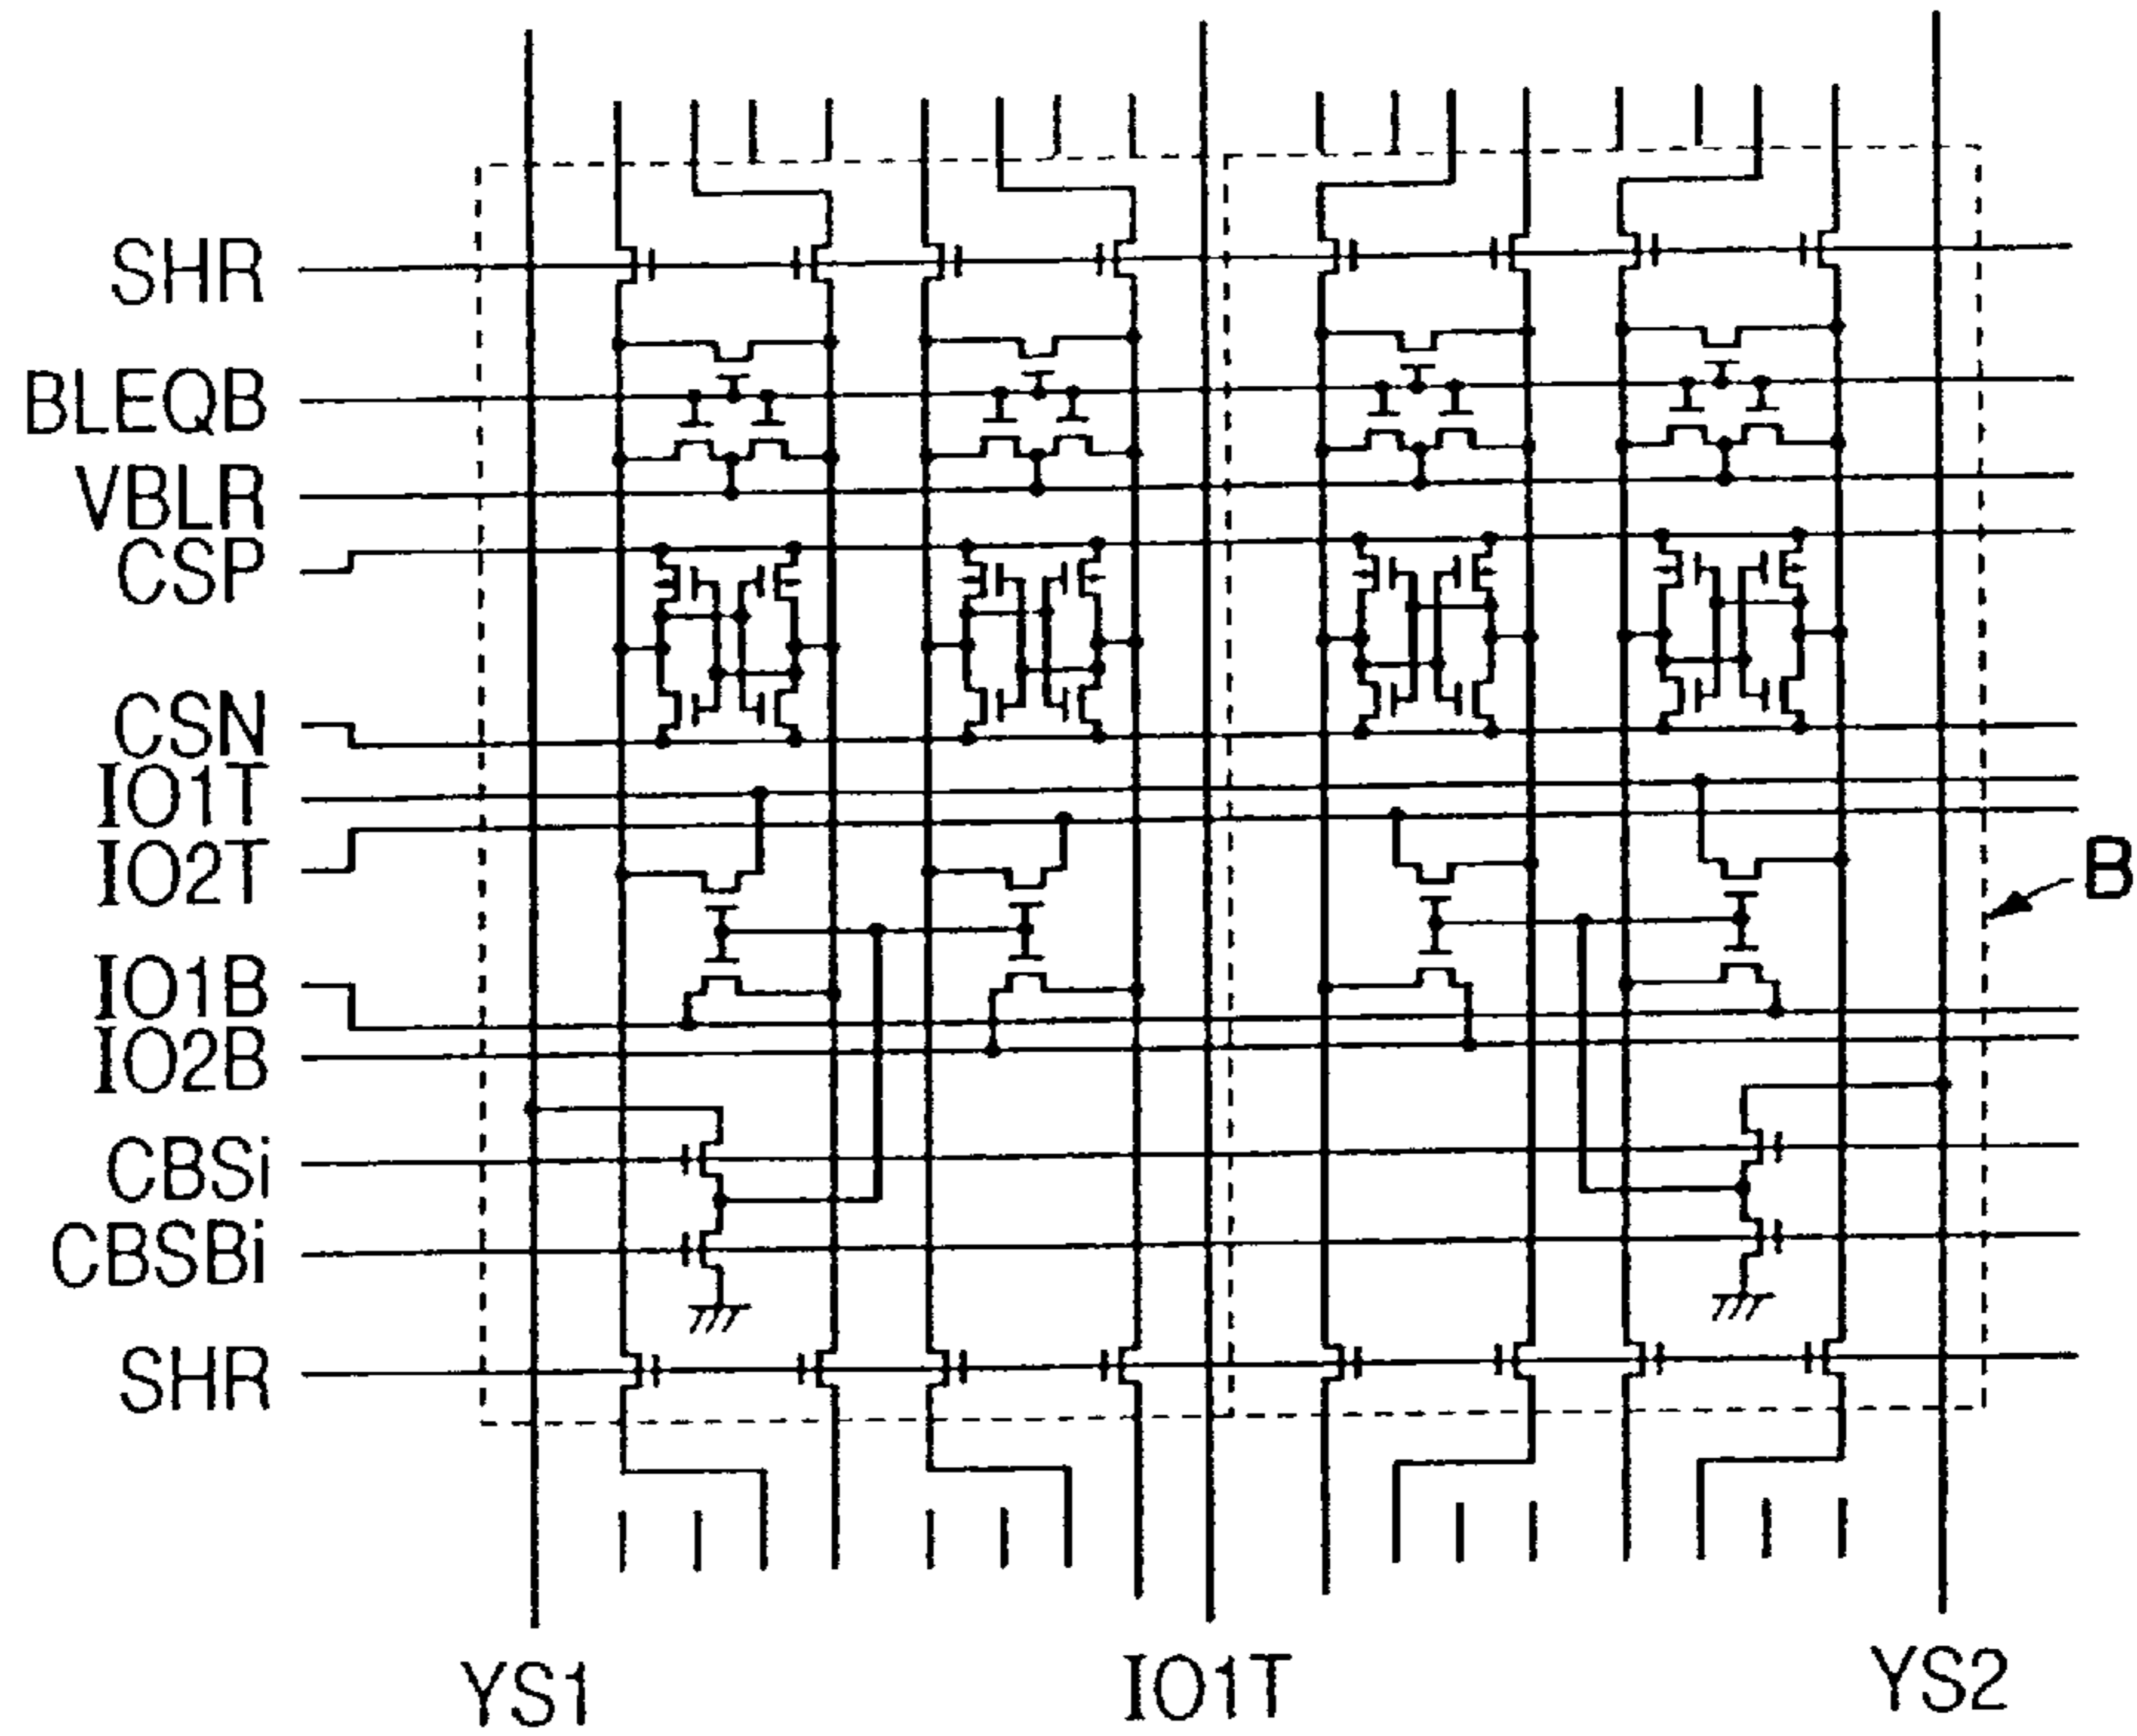 SHR
BLEQB
VBLR
CSP
CSN
IO1T
IO2T
B
IO1B
IO2B
CBSi
CBSBi
SHR
YS1
IO1T
YS2